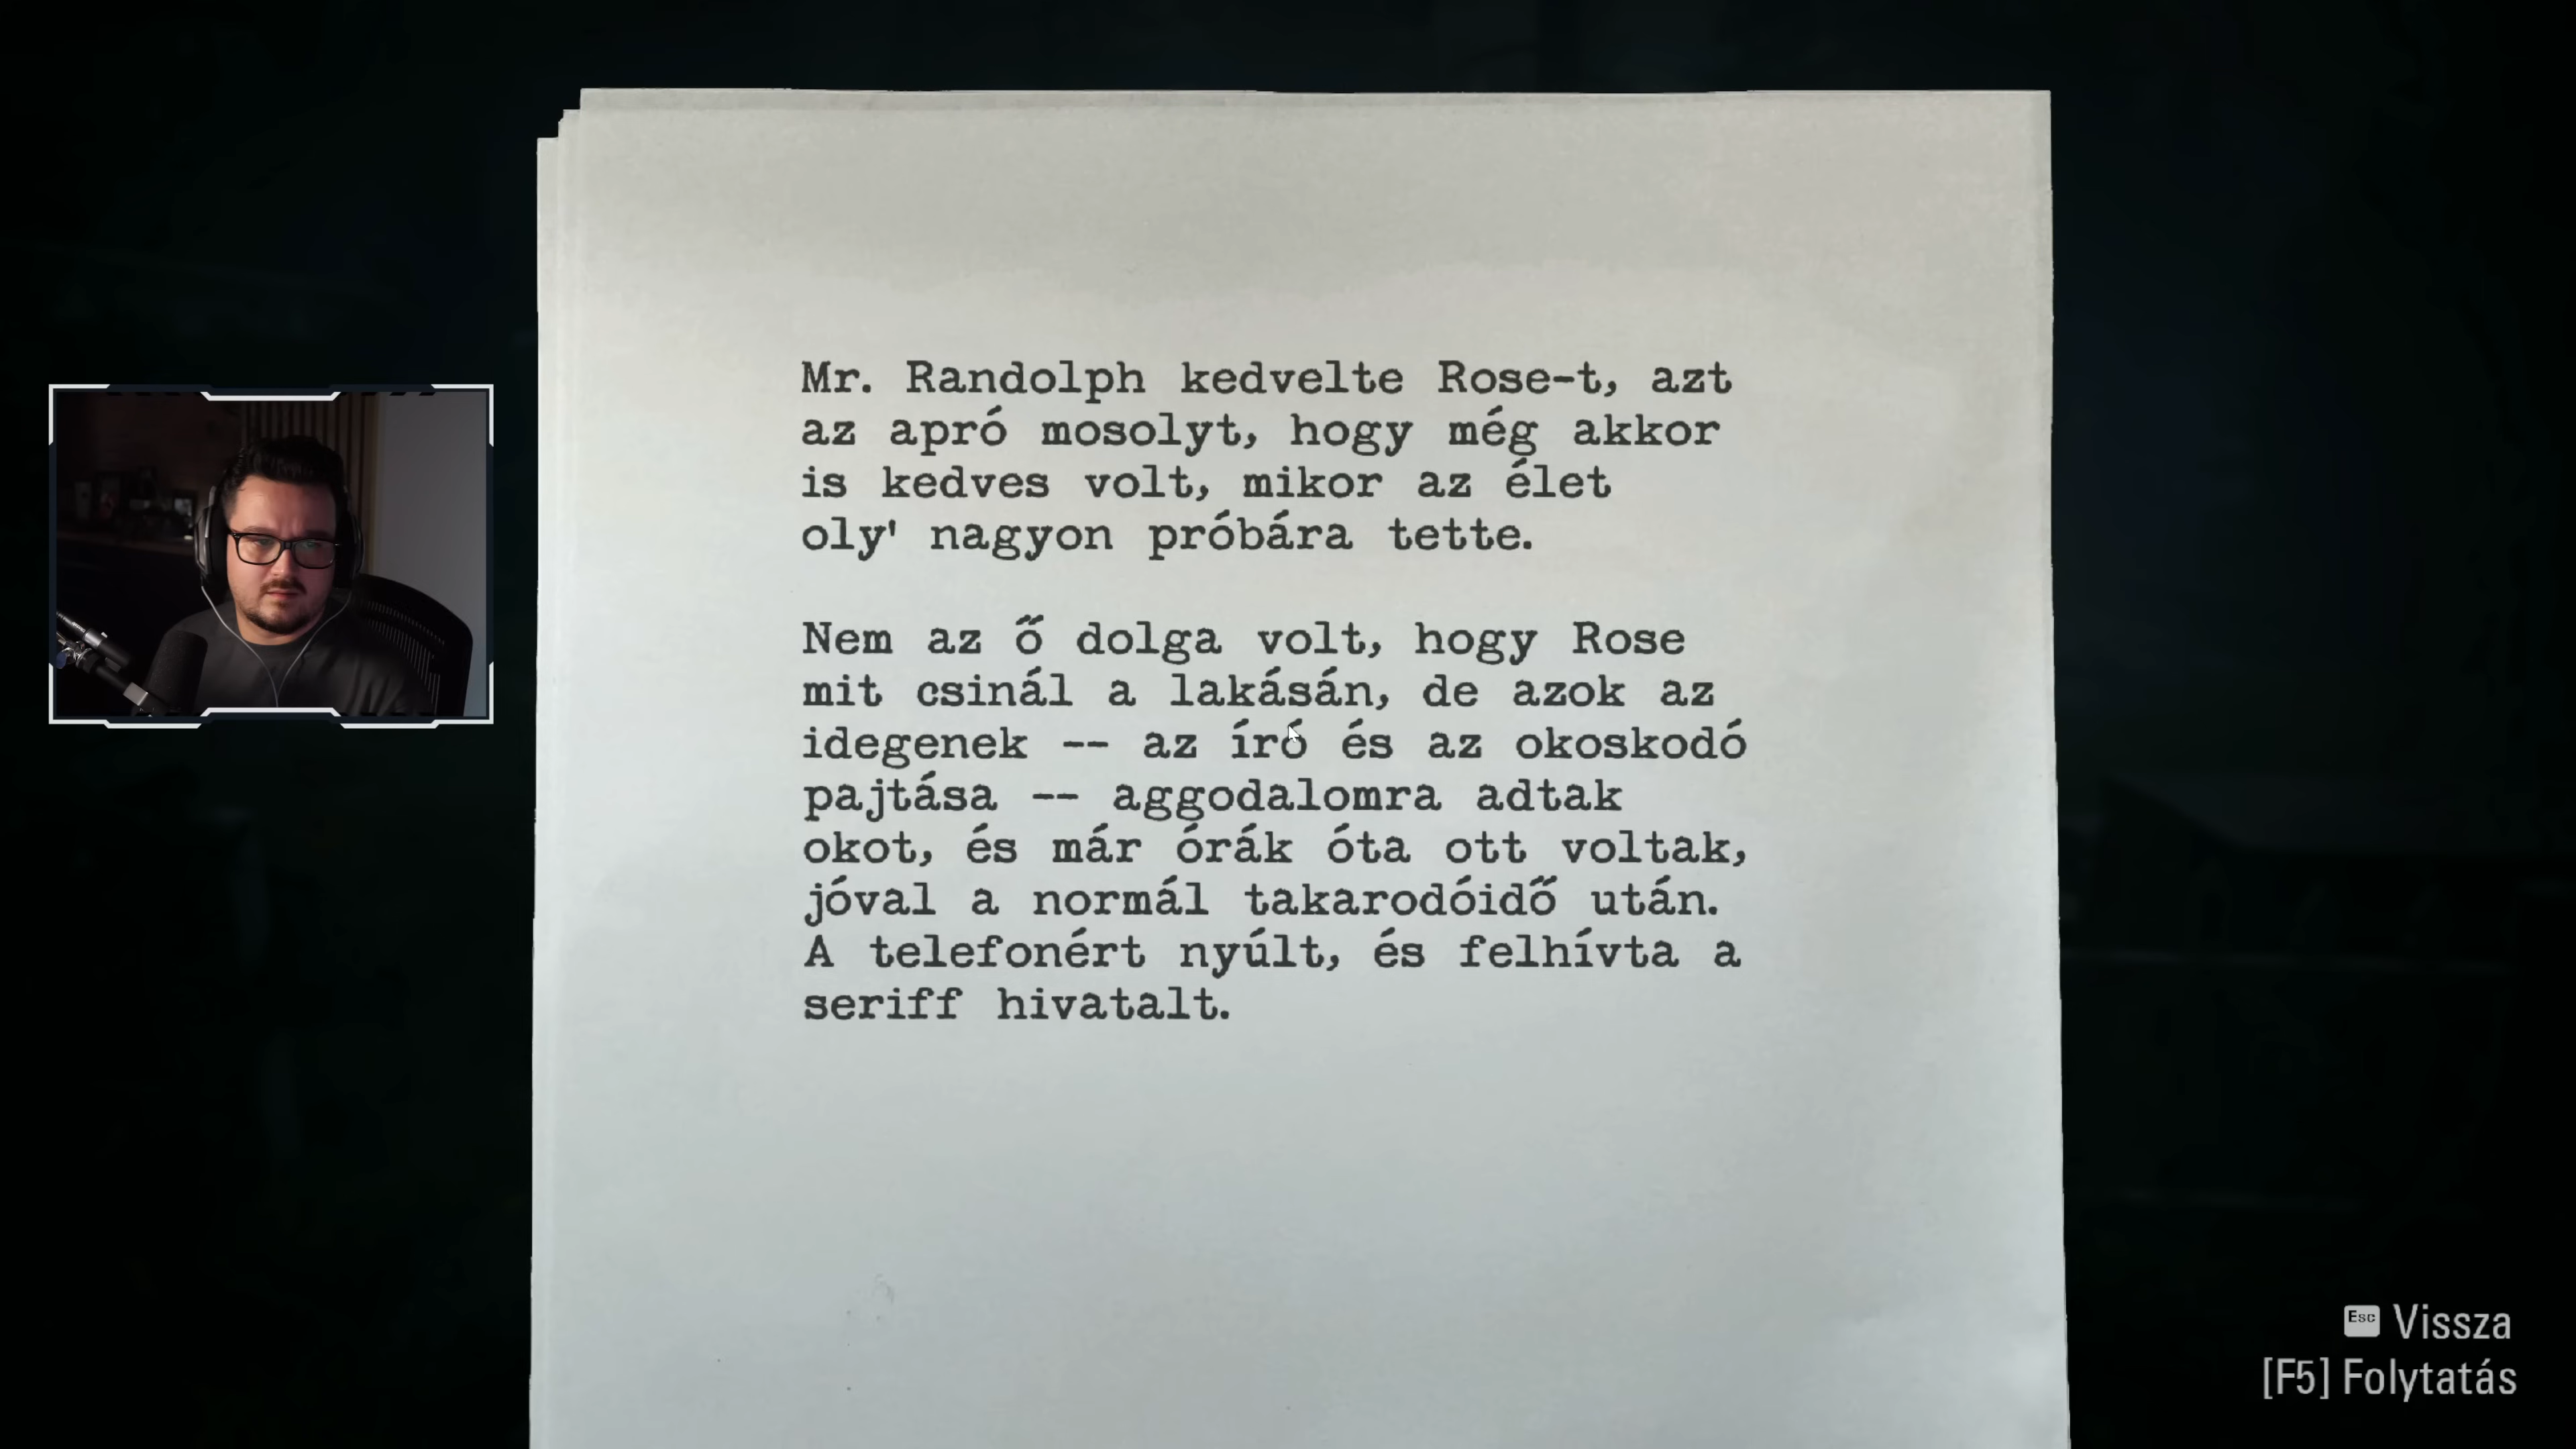 Mr. Randolph kedvelte Rose-t, azt
az apró mosolyt, hogy még akkor
is kedves volt, mikor az élet
oly' nagyon próbára tette.
Nem az ő dolga volt, hogy Rose
mit csinál a lakásán, de azok az
idegenek -- az író és az okoskodó
pajtása -- aggodalomra adtak
okot, és már órák óta ott voltak,
jóval a normál takarodóidő után.
A telefonért nyúlt, és felhívta a
seriff hivatalt.
Esc Vissza
[F5] Folytatás